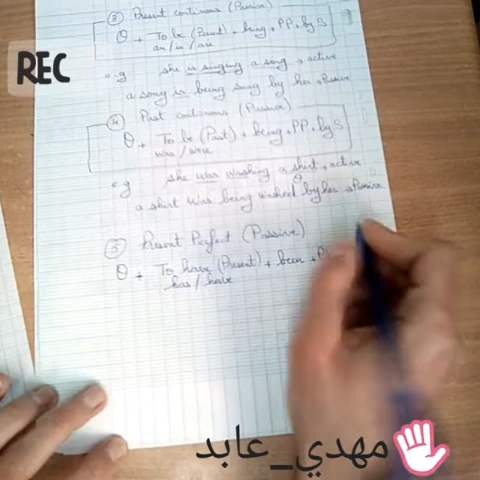 ③ Present continuous (Passive)
θ + To be (Present) + being + PP + by S
am / is / are
REC
e.g she is singing a song → active
a song is being sung by her → Passive
④ Past continuous (Passive)
θ + To be (Past) + being + PP + by S
was / were
e.g she was washing a shirt → active
a shirt was being washed by her → Passive
⑤ Present Perfect (Passive)
θ + To have (Present) + been + P
has / have
مهدي_عابد